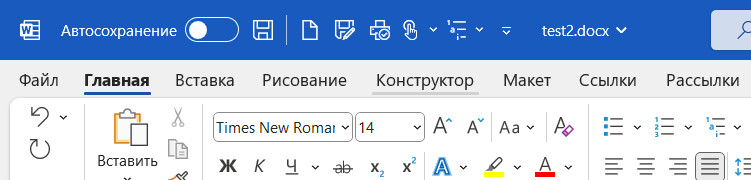 Автосохранение test2.docx
Файл Главная Вставка Рисование Конструктор Макет Ссылки Рассылки
Times New Roman 14 Aa
Вставить Ж К Ч ab x₂ x² А А